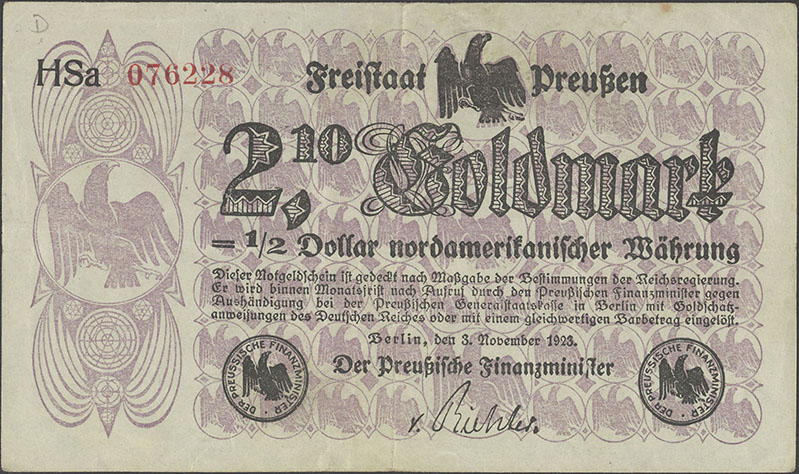 D
HSa 076228
Freistaat Preußen
2,10 Goldmark
= 1/2 Dollar nordamerikanischer Währung
Dieser Notgeldschein ist gedeckt nach Maßgabe der Bestimmungen der Reichsregierung.
Er wird binnen Monatsfrist nach Aufruf durch den Preußischen Finanzminister gegen
Aushändigung bei der Preußischen Generalstaatskasse in Berlin mit Goldschatz-
anweisungen des Deutschen Reiches oder mit einem gleichwertigen Barbetrag eingelöst.
Berlin, den 3. November 1923.
Der Preußische Finanzminister
DER PREUSSISCHE FINANZMINISTER
v.
DER PREUSSISCHE FINANZMINISTER